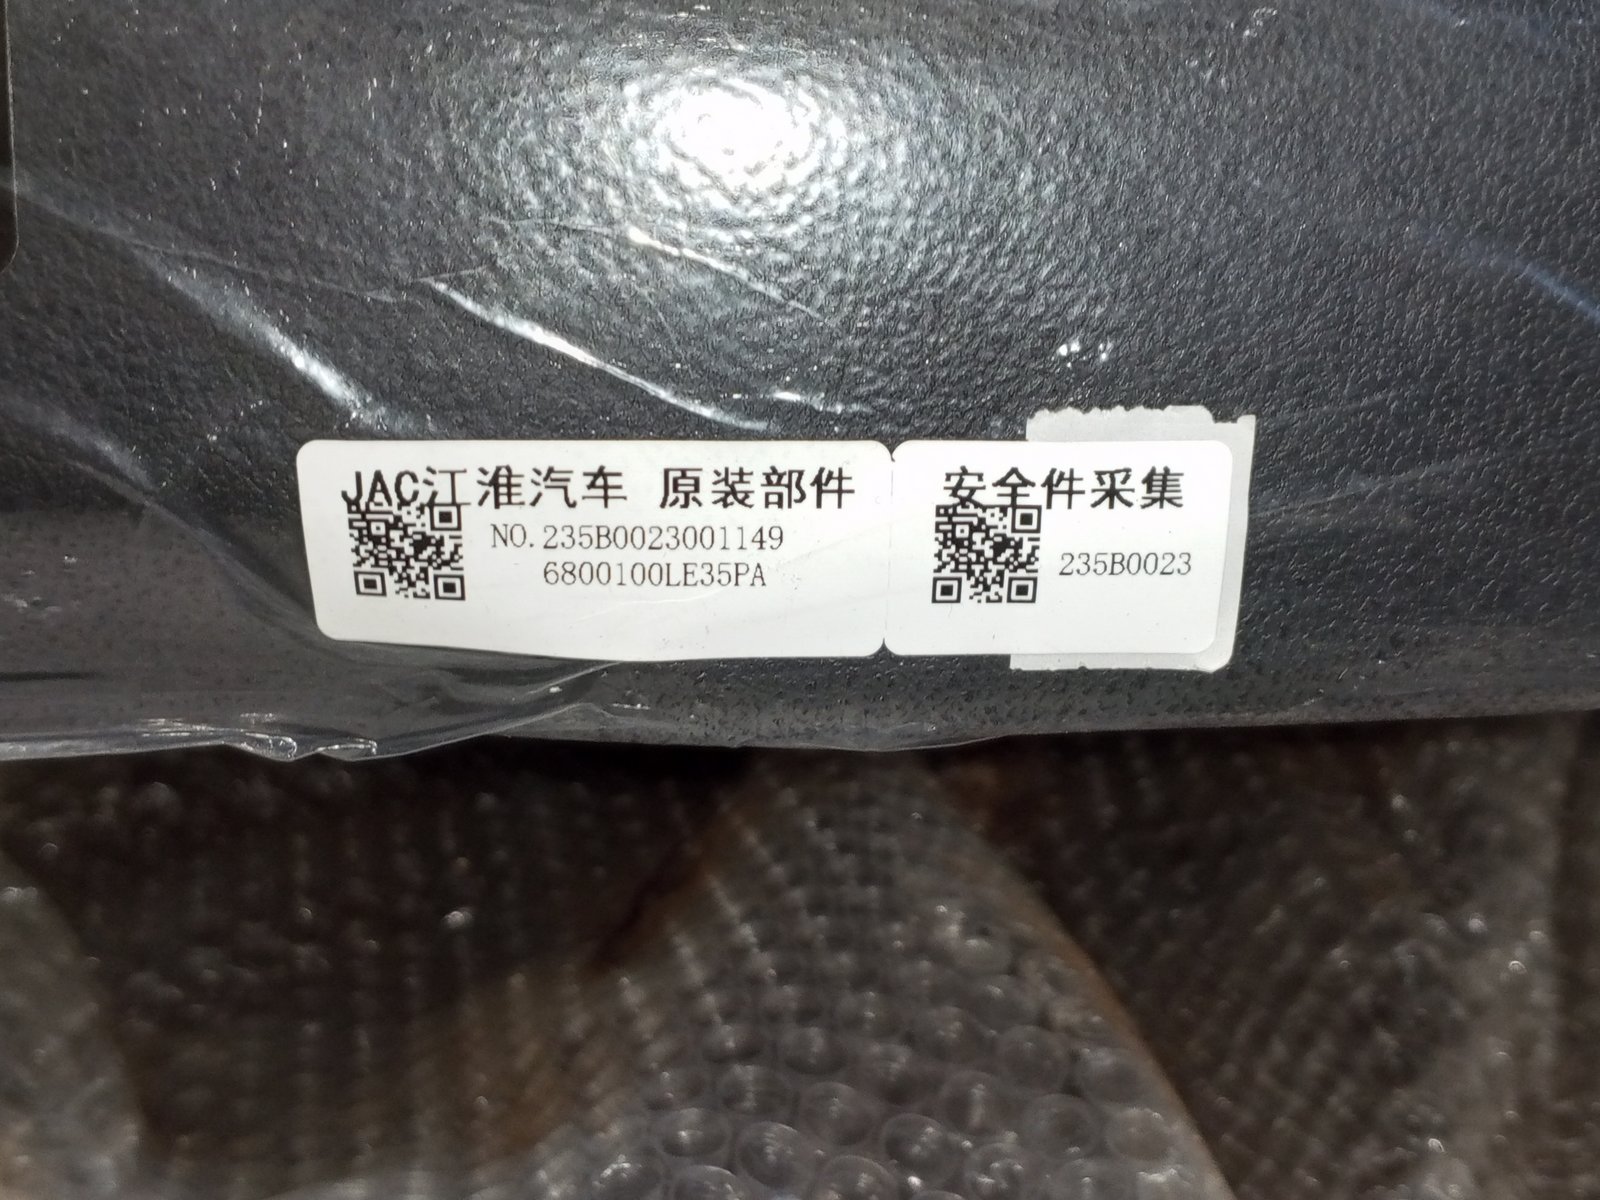 JAC江淮汽车 原装部件
NO. 235B0023001149
6800100LE35PA
安全件采集
235B0023